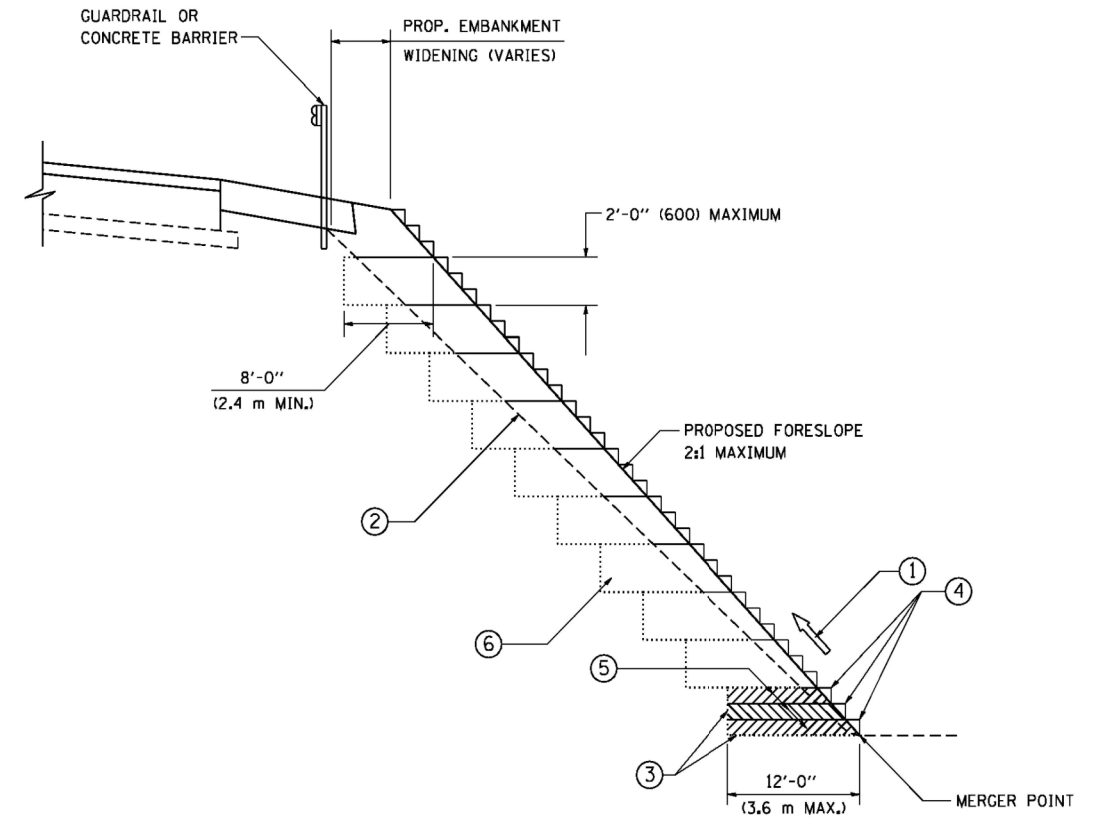 GUARDRAIL OR
CONCRETE BARRIER
PROP. EMBANKMENT
WIDENING (VARIES)
2'-0" (600) MAXIMUM
8'-0"
(2.4 m MIN.)
PROPOSED FORESLOPE
2:1 MAXIMUM
2
1
4
6
5
3
12'-0"
(3.6 m MAX.)
MERGER POINT